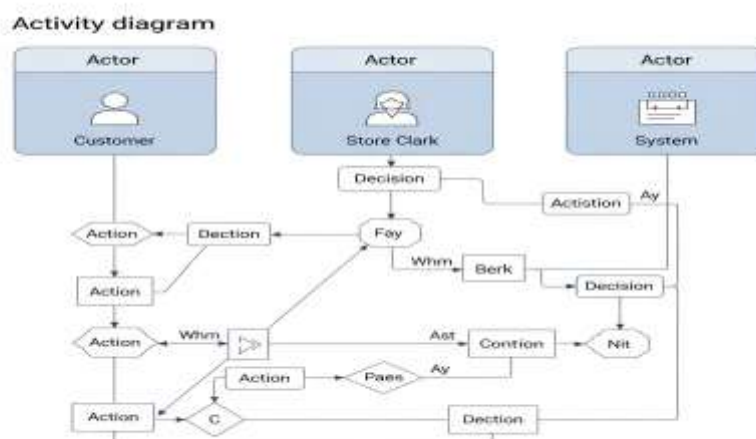 Activity diagram
Actor
Actor
Actor
Customer
Store Clark
System
Decision
Actistion
Ay
Action
Dection
Fay
Whm
Berk
Action
Decision
Action
Whm
Ast
Contion
Nit
Action
Paes
Ay
Action
C
Dection